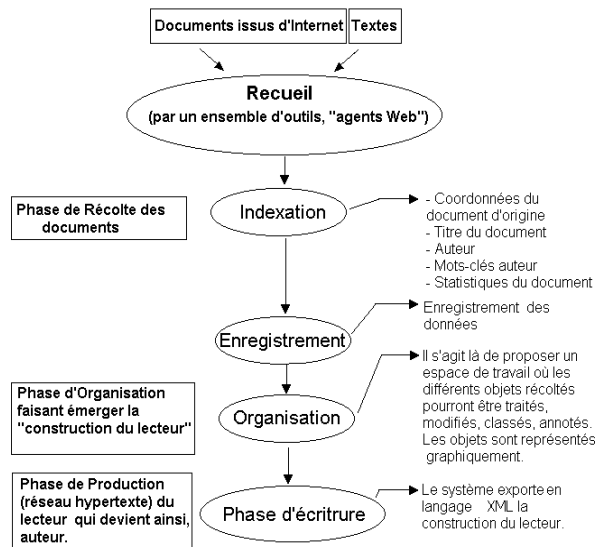 Documents issus d'Internet
Textes
Recueil
(par un ensemble d'outils, "agents Web")
Phase de Récolte des
documents
Indexation
- Coordonnées du
document d'origine
- Titre du document
- Auteur
- Mots-clés auteur
- Statistiques du document
Enregistrement
Enregistrement des
données
Phase d'Organisation
faisant émerger la
"construction du lecteur"
Organisation
Il s'agit là de proposer un
espace de travail où les
différents objets récoltés
pourront être traités,
modifiés, classés, annotés.
Les objets sont représentés
graphiquement.
Phase de Production
(réseau hypertexte) du
lecteur qui devient ainsi,
auteur.
Phase d'écritrure
Le système exporte en
langage XML la
construction du lecteur.